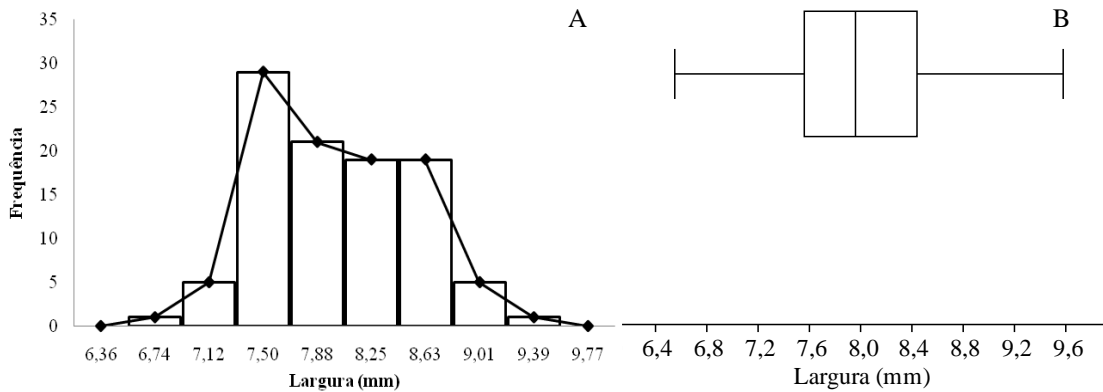 A
35
30
25
20
15
10
5
0
Frequência
6,36 6,74 7,12 7,50 7,88 8,25 8,63 9,01 9,39 9,77
Largura (mm)
B
6,4 6,8 7,2 7,6 8,0 8,4 8,8 9,2 9,6
Largura (mm)